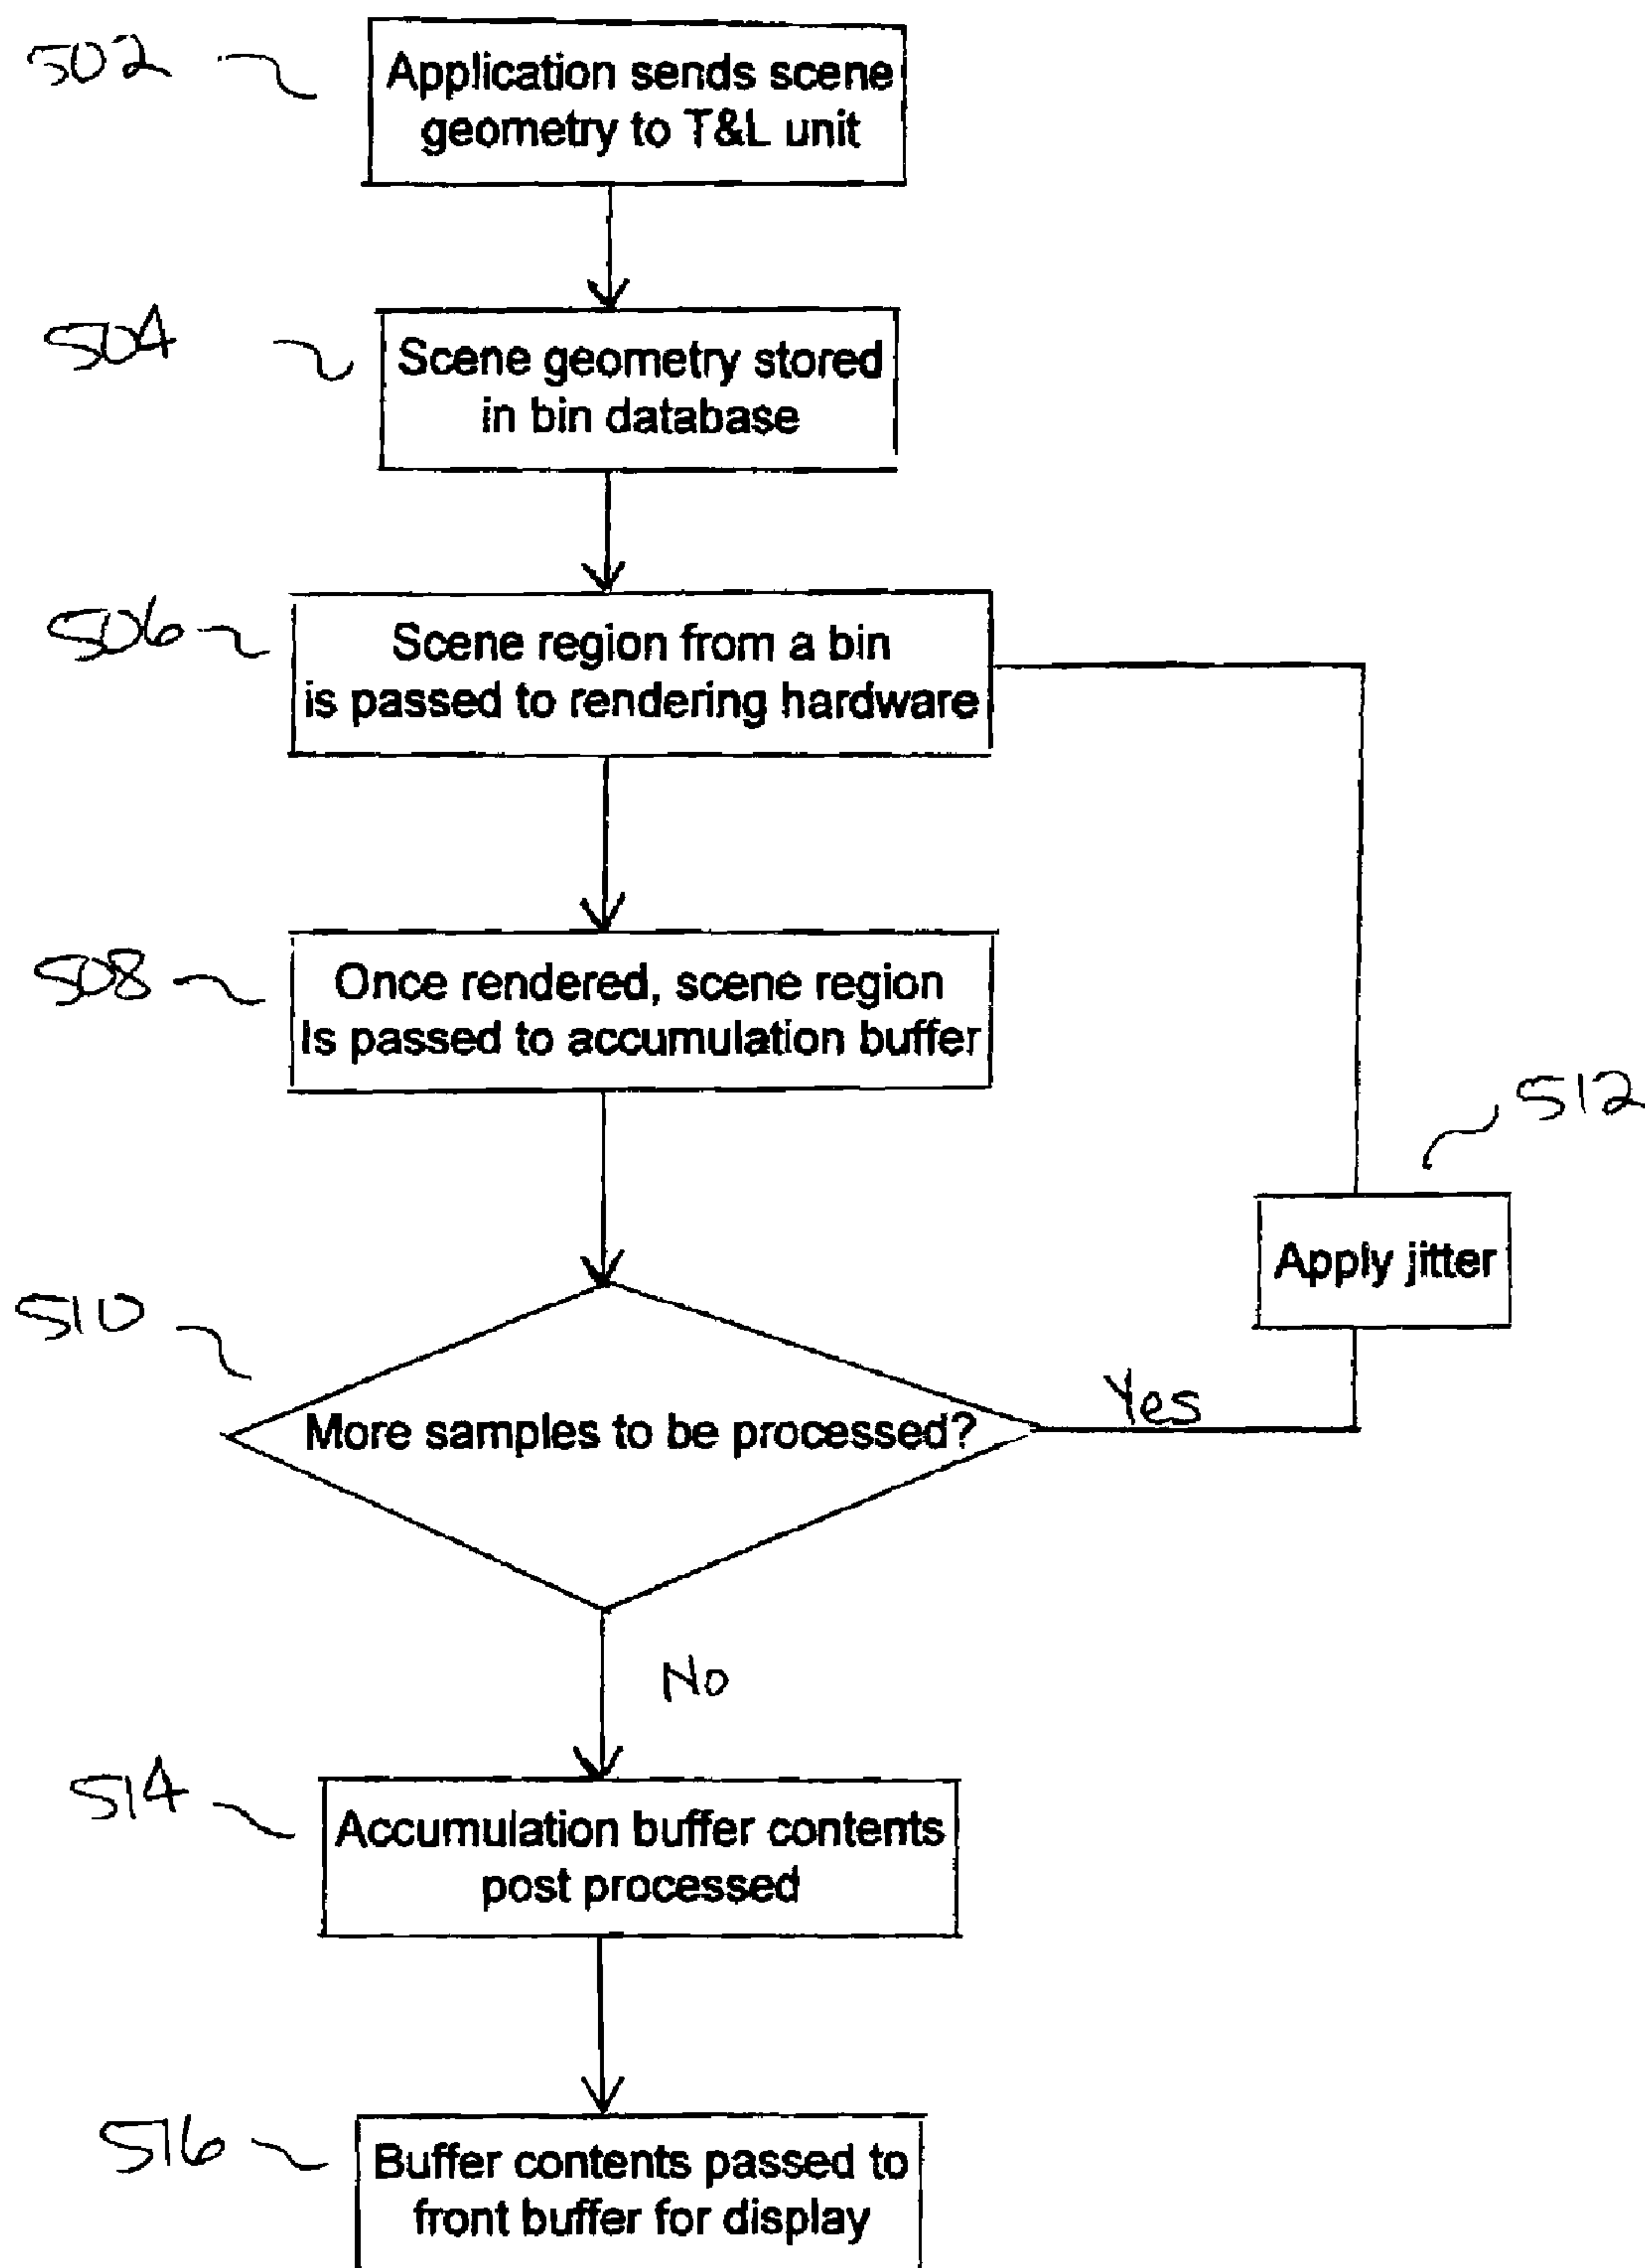 502
Application sends scene
geometry to T&L unit
504
Scene geometry stored
in bin database
506
Scene region from a bin
is passed to rendering hardware
508
Once rendered, scene region
Is passed to accumulation buffer
512
Apply jitter
510
More samples to be processed?
Yes
No
514
Accumulation buffer contents
post processed
516
Buffer contents passed to
front buffer for display